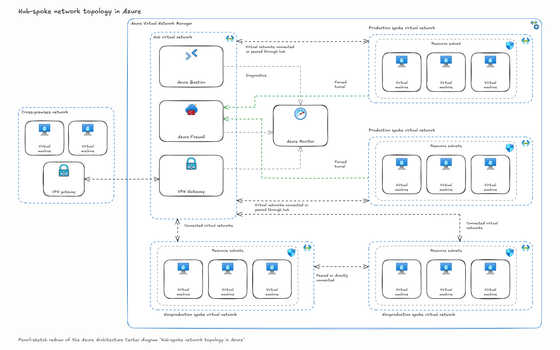 Hub-spoke network topology in Azure
Azure Virtual Network Manager
Hub virtual network
Azure Bastion
Azure Firewall
VPN Gateway
Diagnostics
Azure Monitor
Virtual networks connected
or peered through hub
Forced
tunnel
Production spoke virtual network
Resource subnet
Virtual
machine
Virtual
machine
Virtual
machine
Cross-premises network
Virtual
machine
Virtual
machine
VPN gateway
Production spoke virtual network
Resource subnets
Virtual
machine
Virtual
machine
Virtual
machine
Forced
tunnel
Virtual networks connected or
peered through hub
Connected virtual networks
Connected virtual
networks
Resource subnets
Virtual
machine
Virtual
machine
Virtual
machine
Nonproduction spoke virtual network
Peered or directly
connected
Resource subnets
Virtual
machine
Virtual
machine
Virtual
machine
Nonproduction spoke virtual network
Pencil-sketch redraw of the Azure Architecture Center diagram "Hub-spoke network topology in Azure"